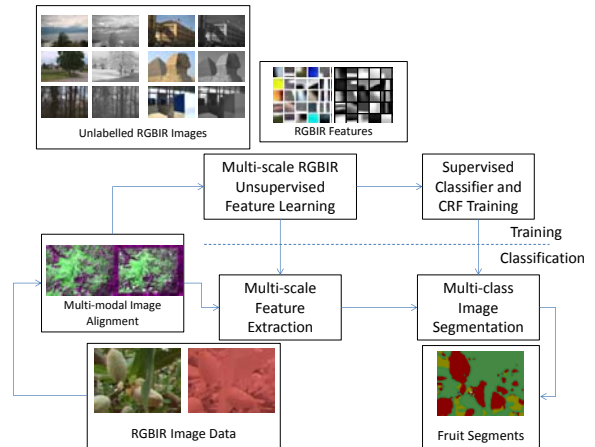 Unlabelled RGBIR Images
RGBIR Features
Multi-scale RGBIR
Unsupervised
Feature Learning
Supervised
Classifier and
CRF Training
Training
Classification
Multi-modal Image
Alignment
Multi-scale
Feature
Extraction
Multi-class
Image
Segmentation
RGBIR Image Data
Fruit Segments